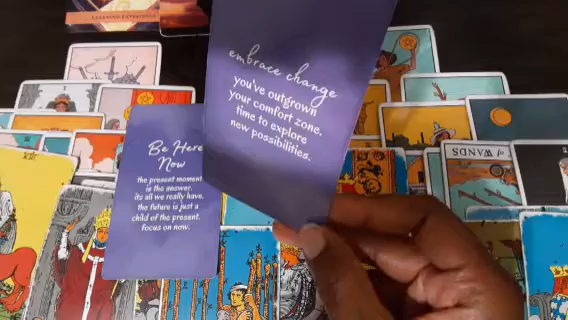 LEARNING EXPERIENCE
embrace change
you've outgrown
your comfort zone.
time to explore
new possibilities.
Be Here
Now
the present moment
is the answer.
its all we really have.
the future is just a
child of the present.
focus on now.
WANDS